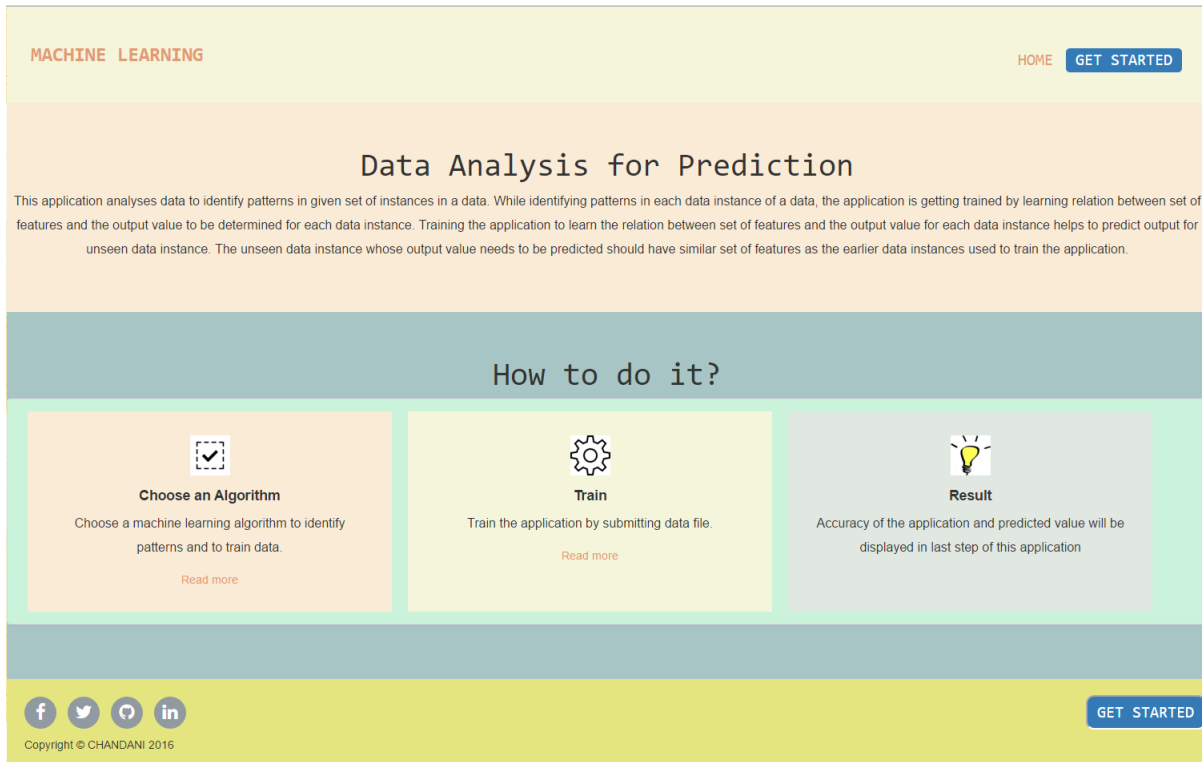 MACHINE LEARNING
HOME GET STARTED
Data Analysis for Prediction
This application analyses data to identify patterns in given set of instances in a data. While identifying patterns in each data instance of a data, the application is getting trained by learning relation between set of
features and the output value to be determined for each data instance. Training the application to learn the relation between set of features and the output value for each data instance helps to predict output for
unseen data instance. The unseen data instance whose output value needs to be predicted should have similar set of features as the earlier data instances used to train the application.
How to do it?
Choose an Algorithm
Choose a machine learning algorithm to identify
patterns and to train data.
Read more
Train
Train the application by submitting data file.
Read more
Result
Accuracy of the application and predicted value will be
displayed in last step of this application
GET STARTED
Copyright © CHANDANI 2016